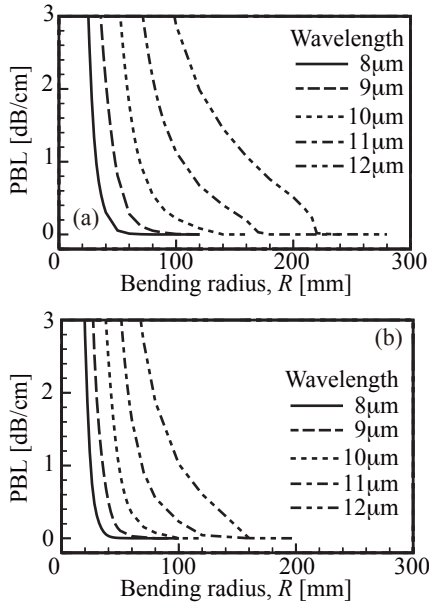 3
2
1
0
PBL [dB/cm]
Wavelength
8μm
9μm
10μm
11μm
12μm
(a)
0 100 200 300
Bending radius, R [mm]
3
2
1
0
PBL [dB/cm]
(b)
Wavelength
8μm
9μm
10μm
11μm
12μm
0 100 200 300
Bending radius, R [mm]